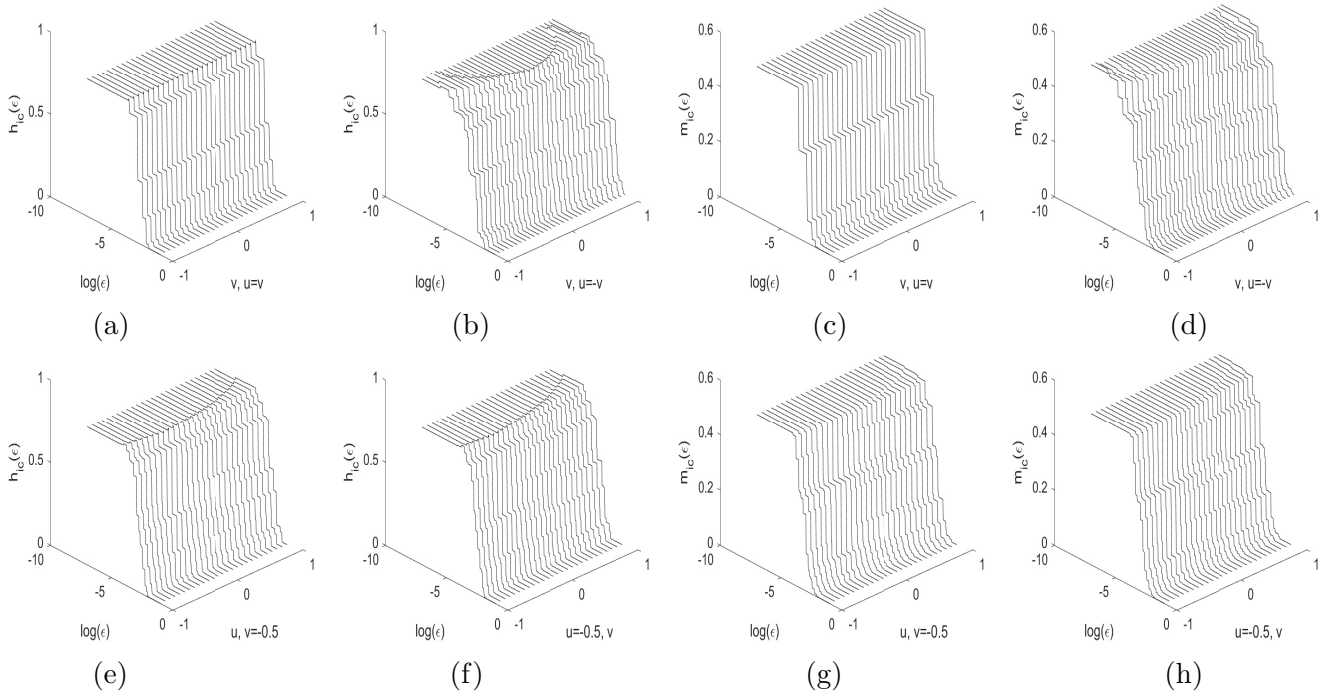 1
0.5
0
-10
-5
0
-1
0
1
h_ic(ϵ)
log(ϵ)
v, u=v
(a)
1
0.5
0
-10
-5
0
-1
0
1
h_ic(ϵ)
log(ϵ)
v, u=-v
(b)
0.6
0.4
0.2
0
-10
-5
0
-1
0
1
m_ic(ϵ)
log(ϵ)
v, u=v
(c)
0.6
0.4
0.2
0
-10
-5
0
-1
0
1
m_ic(ϵ)
log(ϵ)
v, u=-v
(d)
1
0.5
0
-10
-5
0
-1
0
1
h_ic(ϵ)
log(ϵ)
u, v=-0.5
(e)
1
0.5
0
-10
-5
0
-1
0
1
h_ic(ϵ)
log(ϵ)
u=-0.5, v
(f)
0.6
0.4
0.2
0
-10
-5
0
-1
0
1
m_ic(ϵ)
log(ϵ)
u, v=-0.5
(g)
0.6
0.4
0.2
0
-10
-5
0
-1
0
1
m_ic(ϵ)
log(ϵ)
u=-0.5, v
(h)